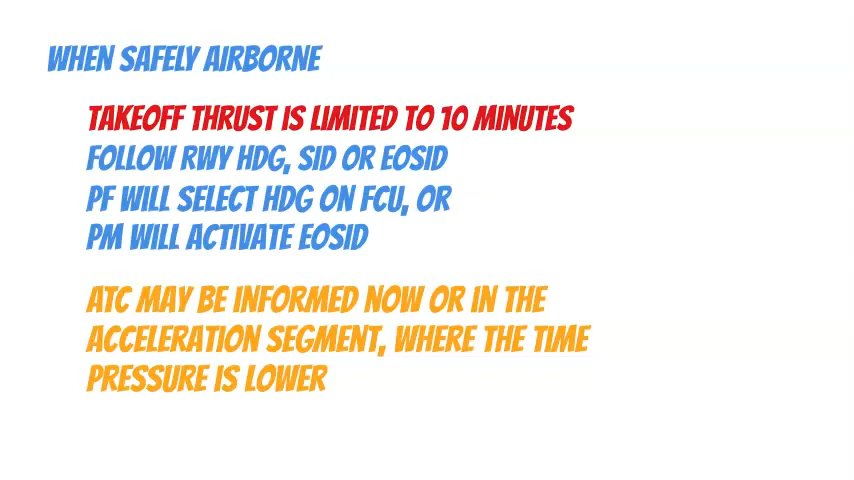 WHEN SAFELY AIRBORNE
TAKEOFF THRUST IS LIMITED TO 10 MINUTES
FOLLOW RWY HDG, SID OR EOSID
PF WILL SELECT HDG ON FCU, OR
PM WILL ACTIVATE EOSID
ATC MAY BE INFORMED NOW OR IN THE
ACCELERATION SEGMENT, WHERE THE TIME
PRESSURE IS LOWER